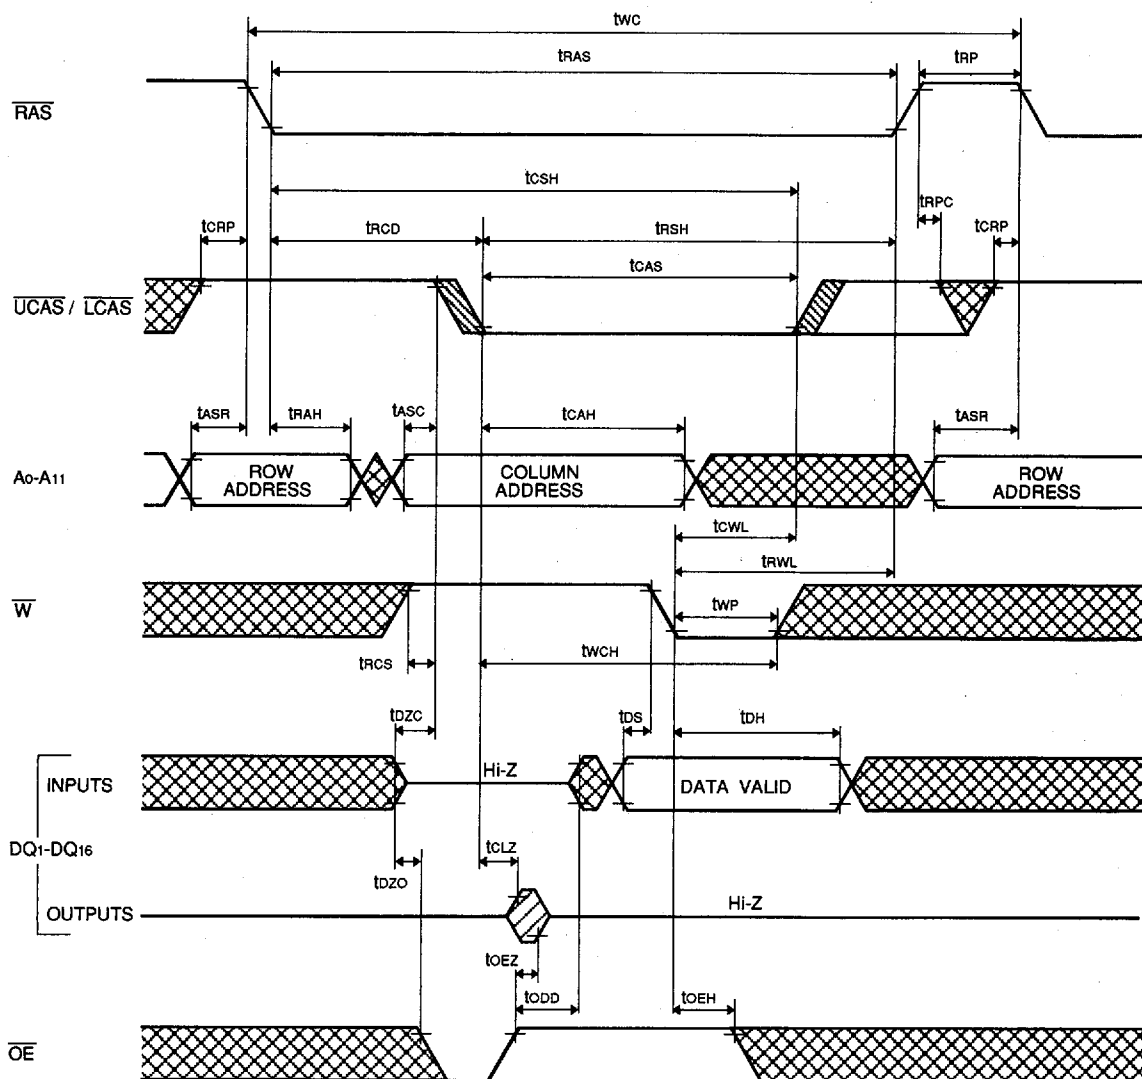 tWC
tRAS
tRP
RAS
tCSH
tRPC
tCRP
tRCD
tRSH
tCRP
tCAS
UCAS / LCAS
tASR
tRAH
tASC
tCAH
tASR
A0-A11
ROW
ADDRESS
COLUMN
ADDRESS
ROW
ADDRESS
tCWL
tRWL
W
tWP
tRCS
tWCH
tDZC
tDS
tDH
INPUTS
Hi-Z
DATA VALID
DQ1-DQ16
tCLZ
tDZO
OUTPUTS
Hi-Z
tOEZ
tODD
tOEH
OE